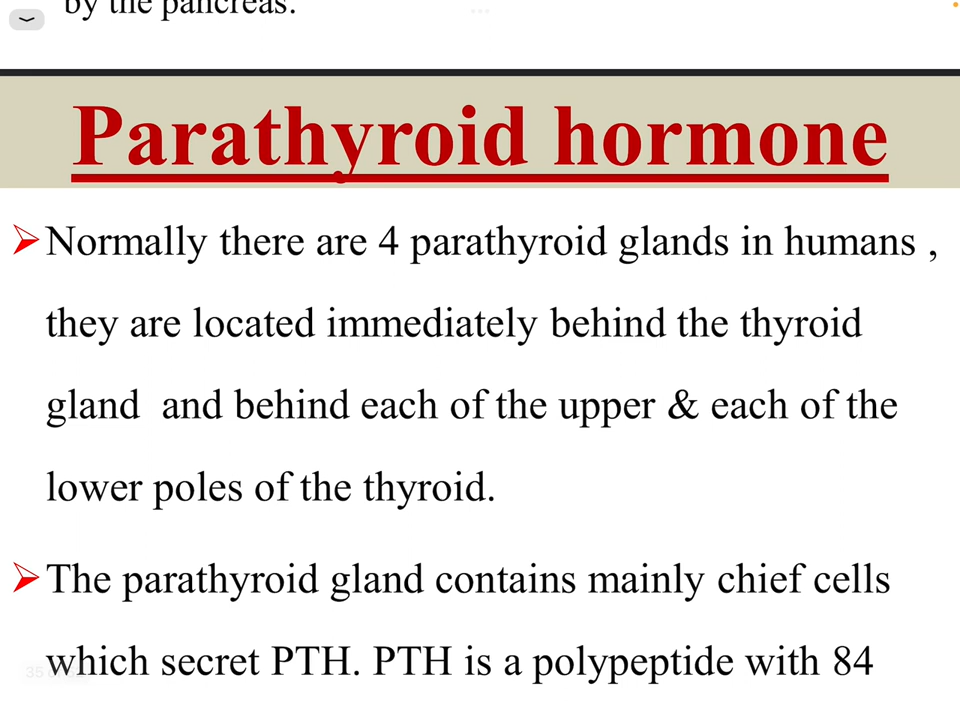 by the pancreas.
Parathyroid hormone
Normally there are 4 parathyroid glands in humans ,
they are located immediately behind the thyroid
gland and behind each of the upper & each of the
lower poles of the thyroid.
The parathyroid gland contains mainly chief cells
which secret PTH. PTH is a polypeptide with 84